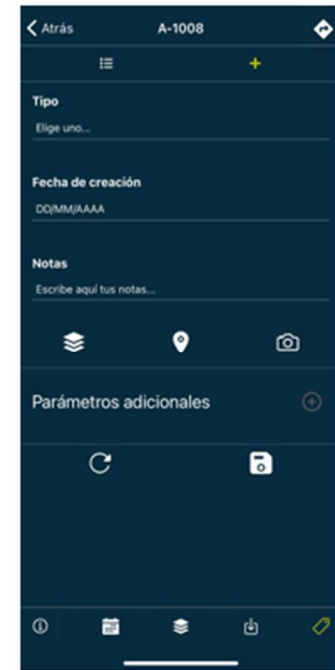 Atrás
A-1008
Tipo
Elige uno...
Fecha de creación
DD/MM/AAAA
Notas
Escribe aquí tus notas...
Parámetros adicionales